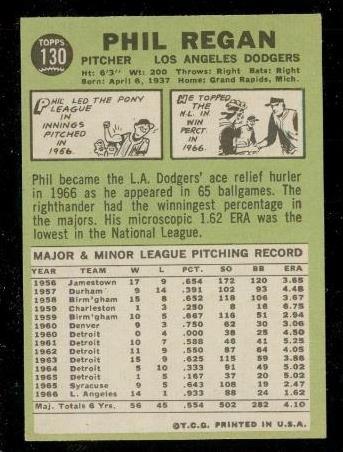 TOPPS
130
PHIL REGAN
PITCHER LOS ANGELES DODGERS
Ht: 6'3" Wt: 200 Throws: Right Bats: Right
Born: April 6, 1937 Home: Grand Rapids, Mich.
PHIL LED THE PONY
LEAGUE
IN
INNINGS
PITCHED
IN
1956.
HE TOPPED
THE
N.L. IN
WIN
PERCT.
IN
1966.
Phil became the L.A. Dodgers' ace relief hurler
in 1966 as he appeared in 65 ballgames. The
righthander had the winningest percentage in
the majors. His microscopic 1.62 ERA was the
lowest in the National League.
MAJOR & MINOR LEAGUE PITCHING RECORD
YEAR TEAM W L PCT. SO BB ERA
1956 Jamestown 17 9 .654 172 120 3.65
1957 Durham 9 14 .391 102 93 4.48
1958 Birm'gham 15 8 .652 118 106 3.67
1959 Charleston 1 3 .250 8 16 6.75
1959 Birm'gham 10 5 .667 116 51 2.94
1960 Denver 9 3 .750 62 30 3.06
1960 Detroit 0 4 .000 38 25 4.50
1961 Detroit 10 7 .588 46 41 5.25
1962 Detroit 11 9 .550 87 64 4.05
1963 Detroit 15 9 .625 115 59 3.86
1964 Detroit 5 10 .333 91 49 5.02
1965 Detroit 1 5 .167 37 20 5.02
1965 Syracuse 9 5 .643 108 19 2.47
1966 L. Angeles 14 1 .933 88 24 1.62
Maj. Totals 6 Yrs. 56 45 .554 502 282 4.10
©T.C.G. PRINTED IN U.S.A.